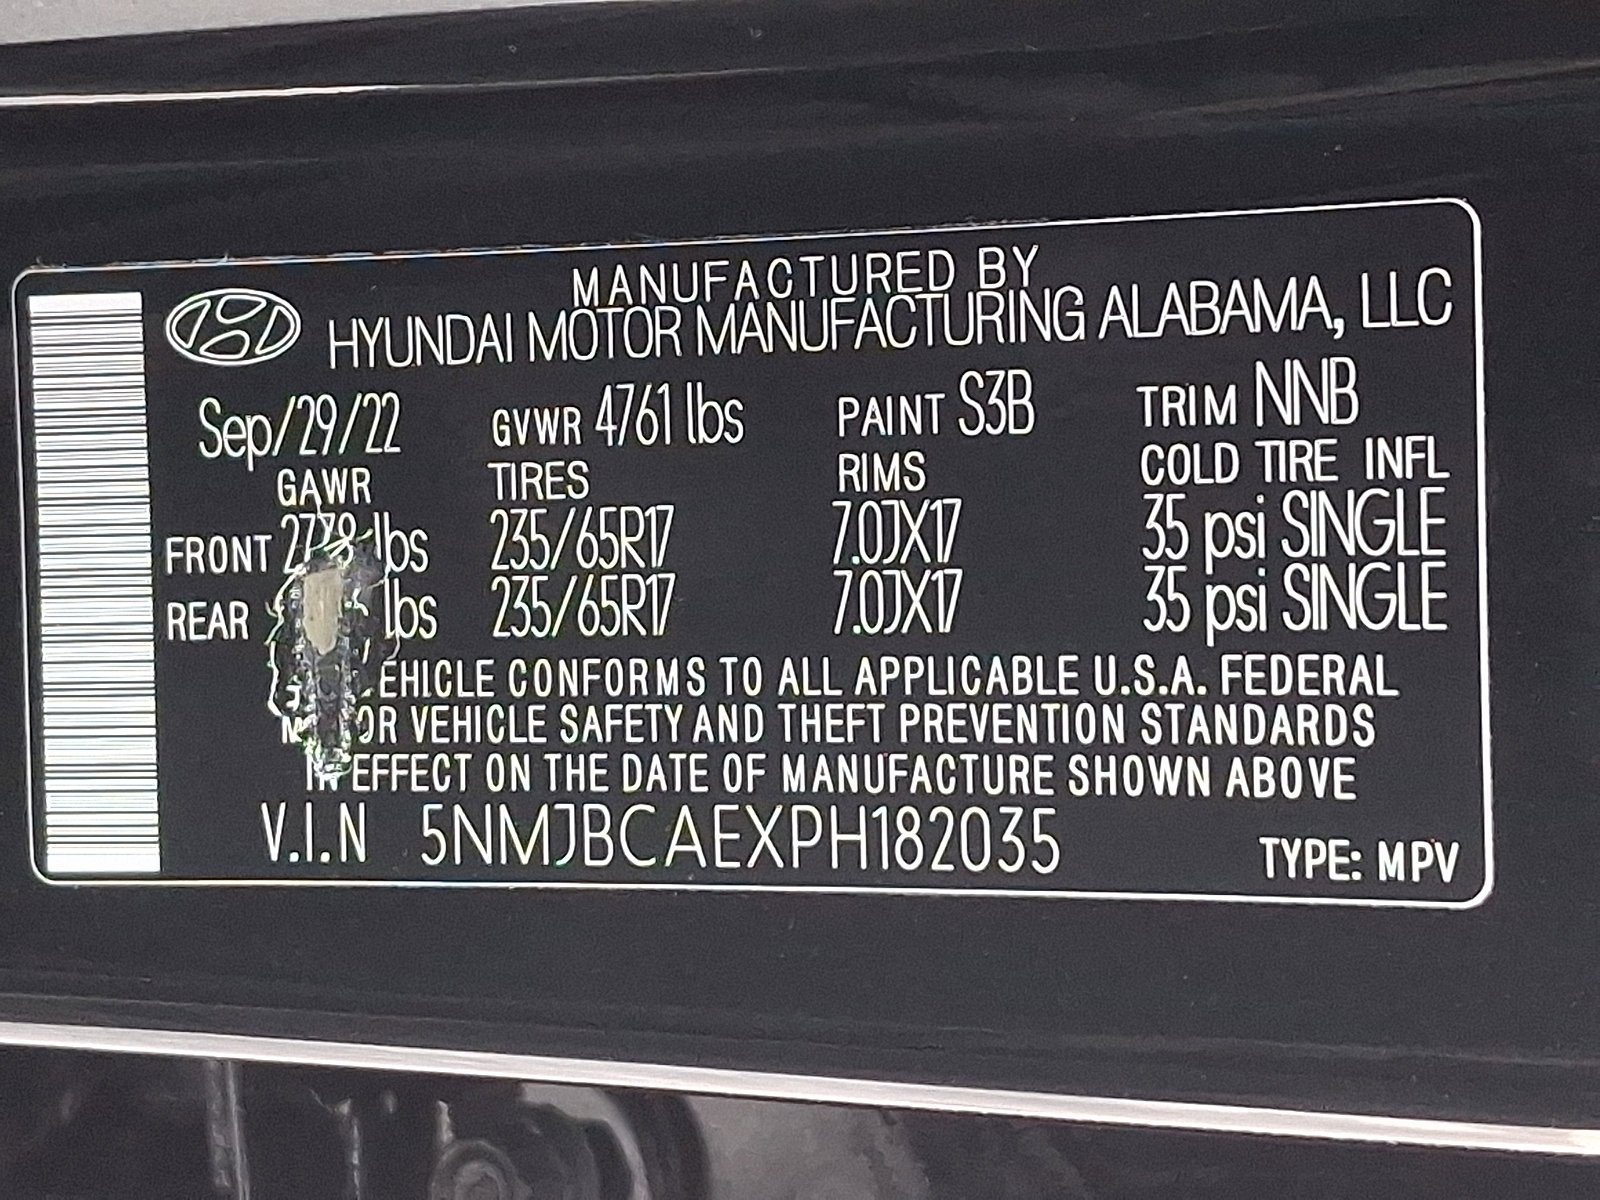 MANUFACTURED BY
HYUNDAI MOTOR MANUFACTURING ALABAMA, LLC
Sep/29/22 GVWR 4761 lbs PAINT S3B TRIM NNB
GAWR TIRES RIMS COLD TIRE INFL
FRONT 2778 lbs 235/65R17 7.0JX17 35 psi SINGLE
REAR lbs 235/65R17 7.0JX17 35 psi SINGLE
CONFORMS TO ALL APPLICABLE U.S.A. FEDERAL
VEHICLE SAFETY AND THEFT PREVENTION STANDARDS
IN EFFECT ON THE DATE OF MANUFACTURE SHOWN ABOVE
V.I.N 5NMJBCAEXPH182035 TYPE: MPV